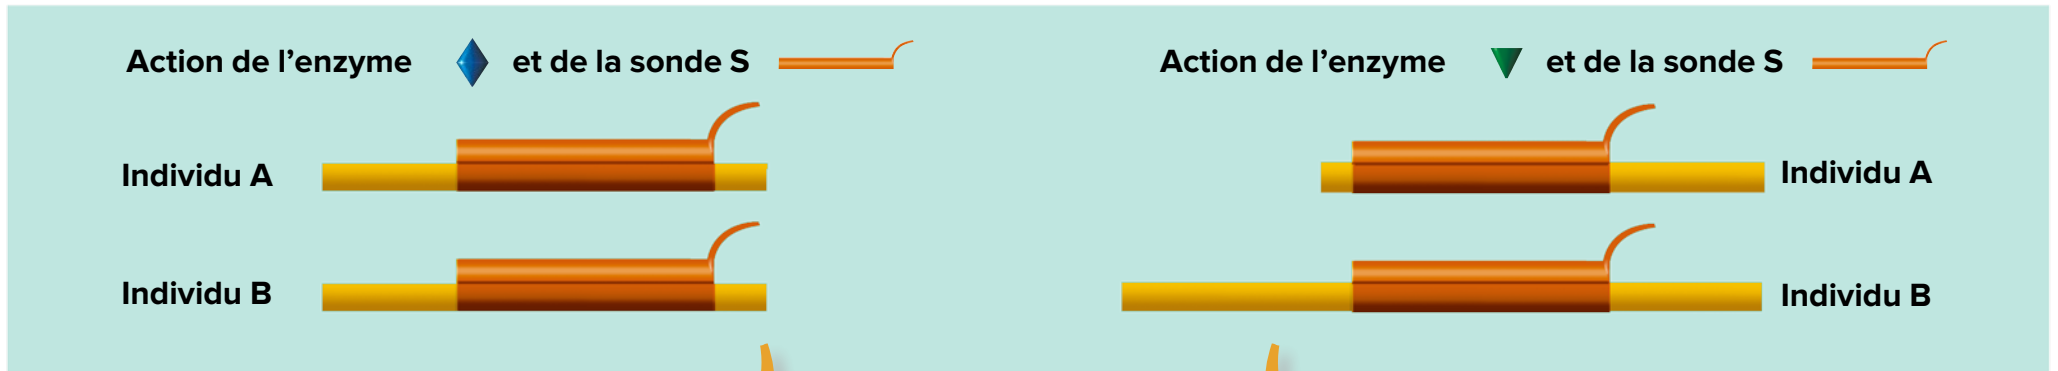 Action de l’enzyme et de la sonde S
Individu A
Individu B
Action de l’enzyme et de la sonde S
Individu A
Individu B